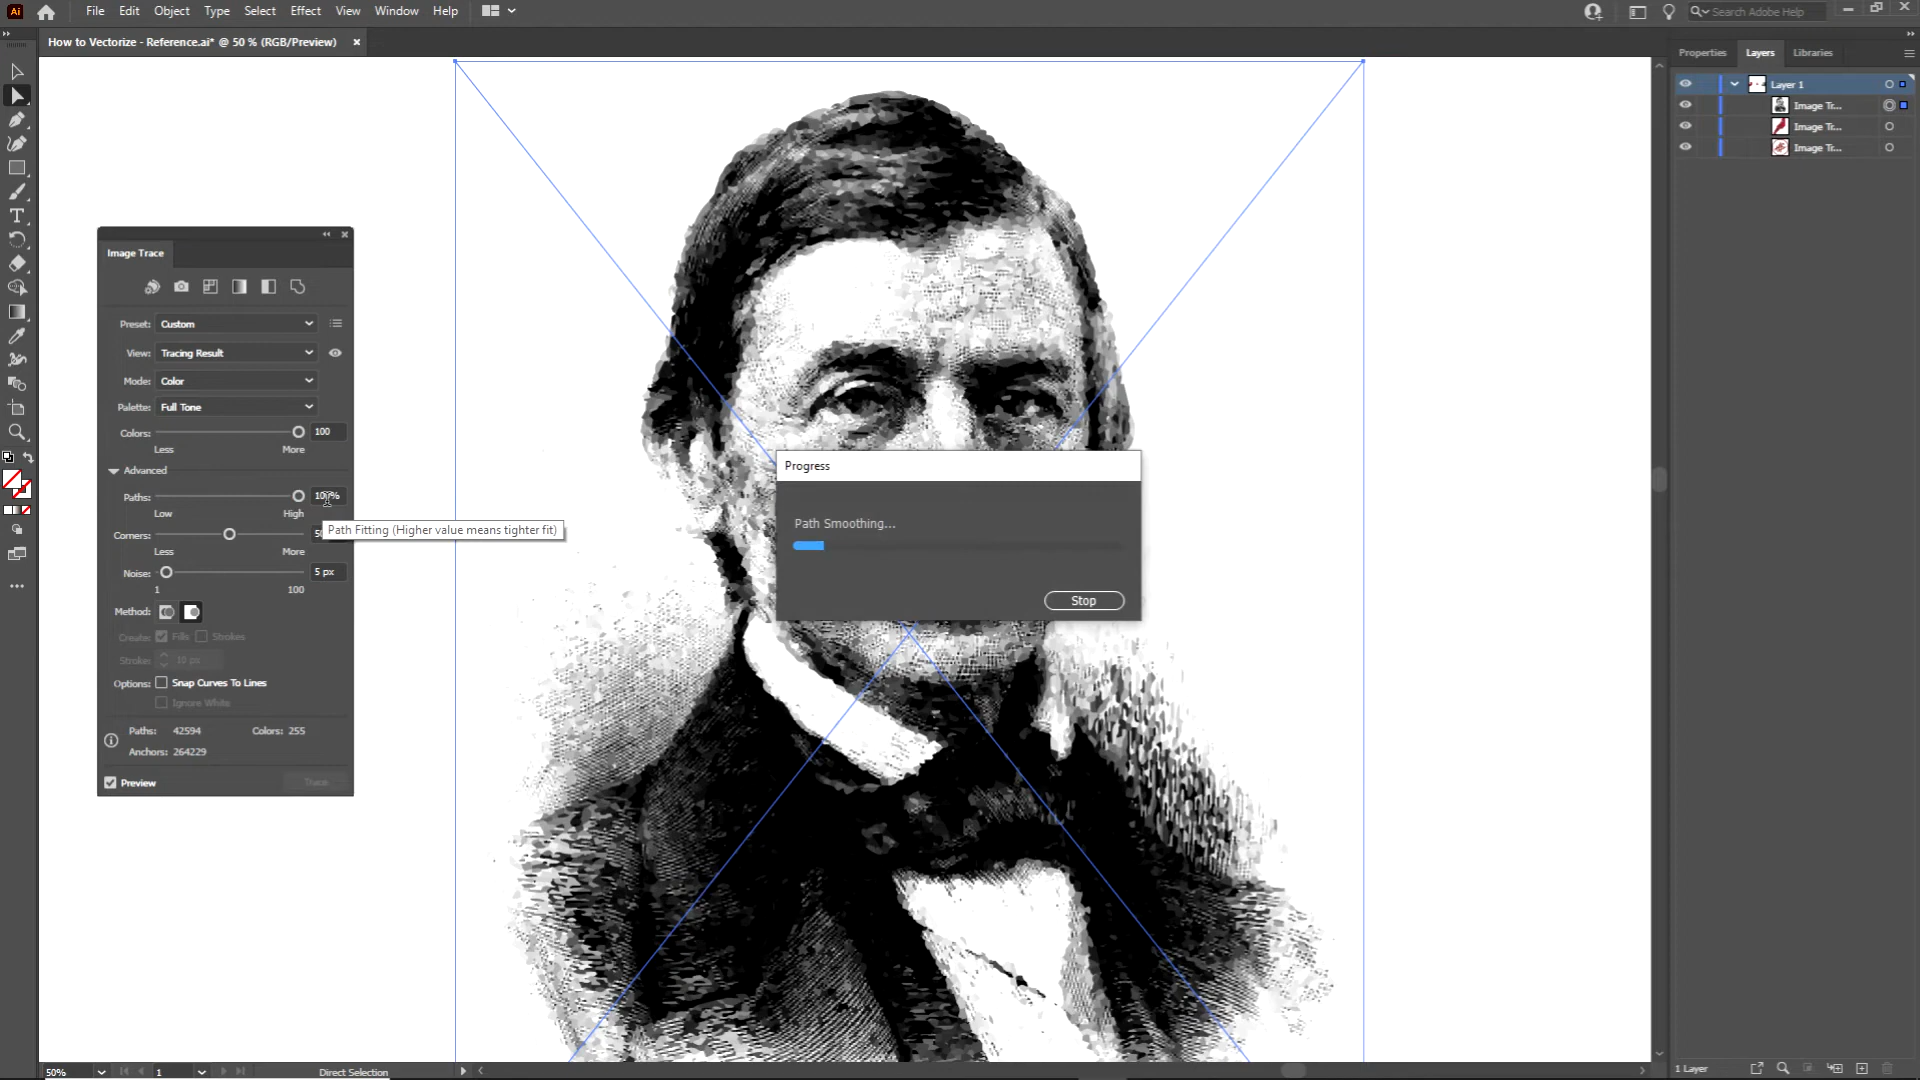 Ai File Edit Object Type Select Effect View Window Help Search Adobe Help
How to Vectorize - Reference.ai* @ 50 % (RGB/Preview) ×
Properties Layers Libraries
Layer 1
Image Tr...
Image Tr...
Image Tr...
Image Trace
Preset: Custom
View: Tracing Result
Mode: Color
Palette: Full Tone
Colors: 100
Less More
Advanced
Paths: 100%
Low High
Path Fitting (Higher value means tighter fit)
Corners:
Less More
Noise: 5 px
1 100
Method:
Create: Fills Strokes
Stroke: 10 px
Options: Snap Curves To Lines
Ignore White
Paths: 42594 Colors: 255
Anchors: 264229
Preview Trace
Progress
Path Smoothing...
Stop
50% 1 Direct Selection
1 Layer